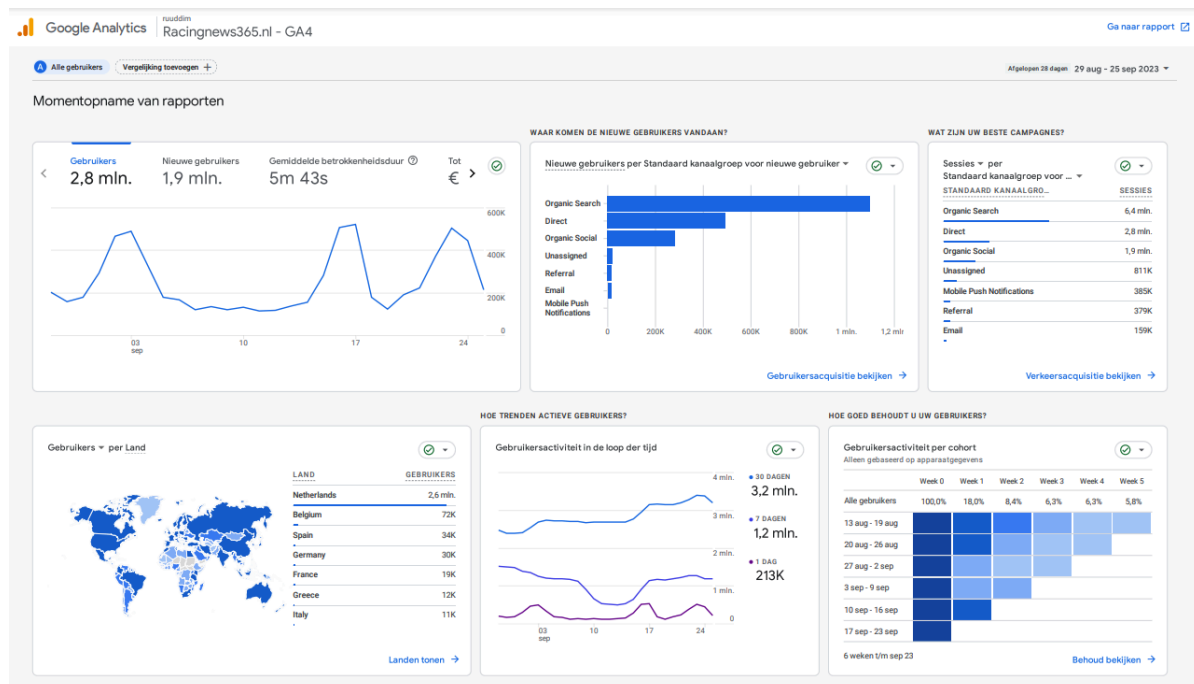 Google Analytics
ruuddim
Racingnews365.nl - GA4
Ga naar rapport
A Alle gebruikers
Vergelijking toevoegen +
Afgelopen 28 dagen 29 aug - 25 sep 2023
Momentopname van rapporten
Gebruikers
2,8 mln.
Nieuwe gebruikers
1,9 mln.
Gemiddelde betrokkenheidsduur
5m 43s
Tot
€
600K
400K
200K
0
03
sep
10
17
24
WAAR KOMEN DE NIEUWE GEBRUIKERS VANDAAN?
Nieuwe gebruikers per Standaard kanaalgroep voor nieuwe gebruiker
Organic Search
Direct
Organic Social
Unassigned
Referral
Email
Mobile Push
Notifications
0 200K 400K 600K 800K 1 mln. 1,2 mlr
Gebruikersacquisitie bekijken
WAT ZIJN UW BESTE CAMPAGNES?
Sessies per
Standaard kanaalgroep voor ...
STANDAARD KANAALGRO... SESSIES
Organic Search 6,4 mln.
Direct 2,8 mln.
Organic Social 1,9 mln.
Unassigned 811K
Mobile Push Notifications 385K
Referral 379K
Email 159K
Verkeersacquisitie bekijken
Gebruikers per Land
LAND GEBRUIKERS
Netherlands 2,6 mln.
Belgium 72K
Spain 34K
Germany 30K
France 19K
Greece 12K
Italy 11K
Landen tonen
HOE TRENDEN ACTIEVE GEBRUIKERS?
Gebruikersactiviteit in de loop der tijd
4 mln.
3 mln.
2 mln.
1 mln.
0
03
sep
10
17
24
30 DAGEN
3,2 mln.
7 DAGEN
1,2 mln.
1 DAG
213K
HOE GOED BEHOUDT U UW GEBRUIKERS?
Gebruikersactiviteit per cohort
Alleen gebaseerd op apparaatgegevens
Week 0 Week 1 Week 2 Week 3 Week 4 Week 5
Alle gebruikers 100,0% 18,0% 8,4% 6,3% 6,3% 5,8%
13 aug - 19 aug
20 aug - 26 aug
27 aug - 2 sep
3 sep - 9 sep
10 sep - 16 sep
17 sep - 23 sep
6 weken t/m sep 23
Behoud bekijken